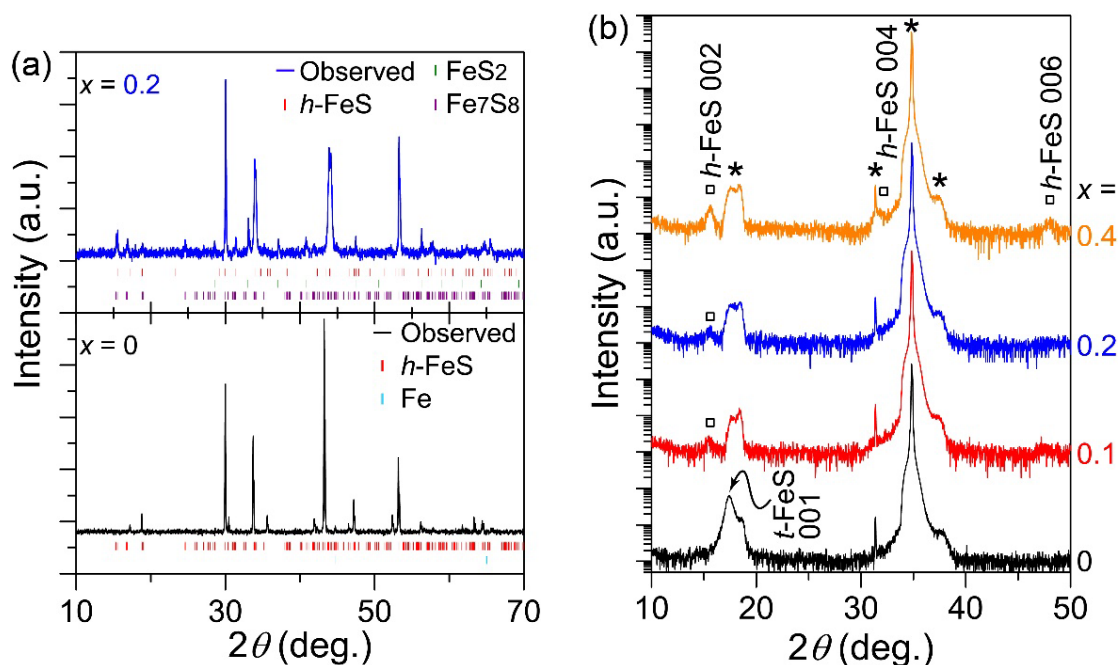 (a)
x = 0.2
Observed
h-FeS
FeS2
Fe7S8
x = 0
Observed
h-FeS
Fe
Intensity (a.u.)
10 30 50 70
2θ (deg.)
(b)
h-FeS 002
h-FeS 004
h-FeS 006
*
*
*
*
x =
0.4
0.2
0.1
0
t-FeS
001
Intensity (a.u.)
10 20 30 40 50
2θ (deg.)